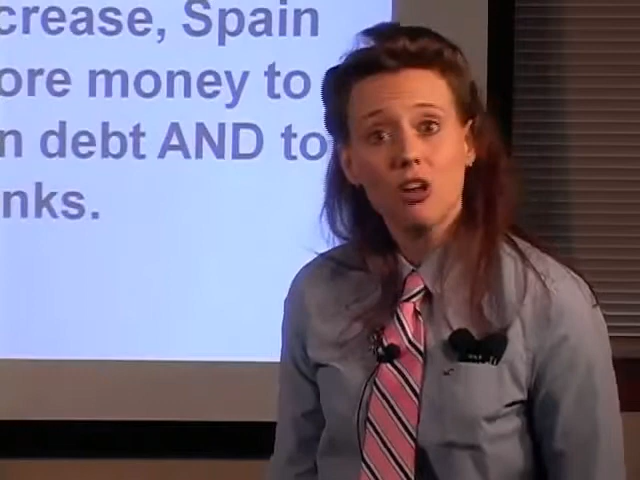 crease, Spain
ore money to
n debt AND to
nks.